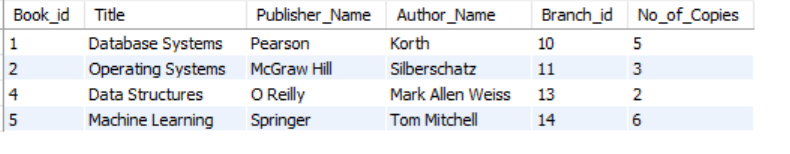 Book_id Title Publisher_Name Author_Name Branch_id No_of_Copies
1 Database Systems Pearson Korth 10 5
2 Operating Systems McGraw Hill Silberschatz 11 3
4 Data Structures O Reilly Mark Allen Weiss 13 2
5 Machine Learning Springer Tom Mitchell 14 6